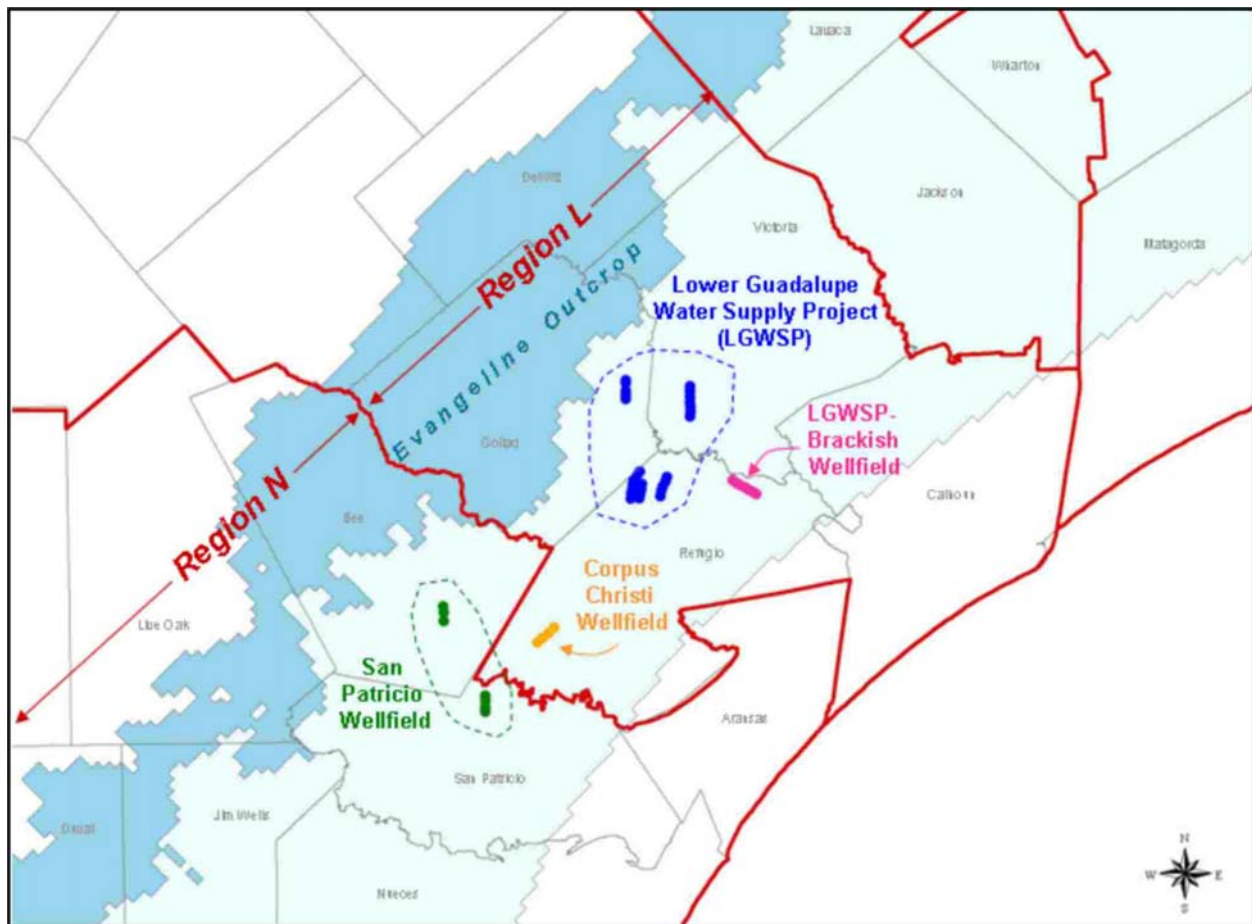 Lavaca
Wharton
DeWitt
Jackson
Victoria
Matagorda
Region L
Evangeline Outcrop
Lower Guadalupe
Water Supply Project
(LGWSP)
LGWSP-
Brackish
Wellfield
Goliad
Calhoun
Region N
Bee
Refugio
Corpus
Christi
Wellfield
Live Oak
San
Patricio
Wellfield
Aransas
San Patricio
Jim Wells
Duval
Nueces
N
W
E
S